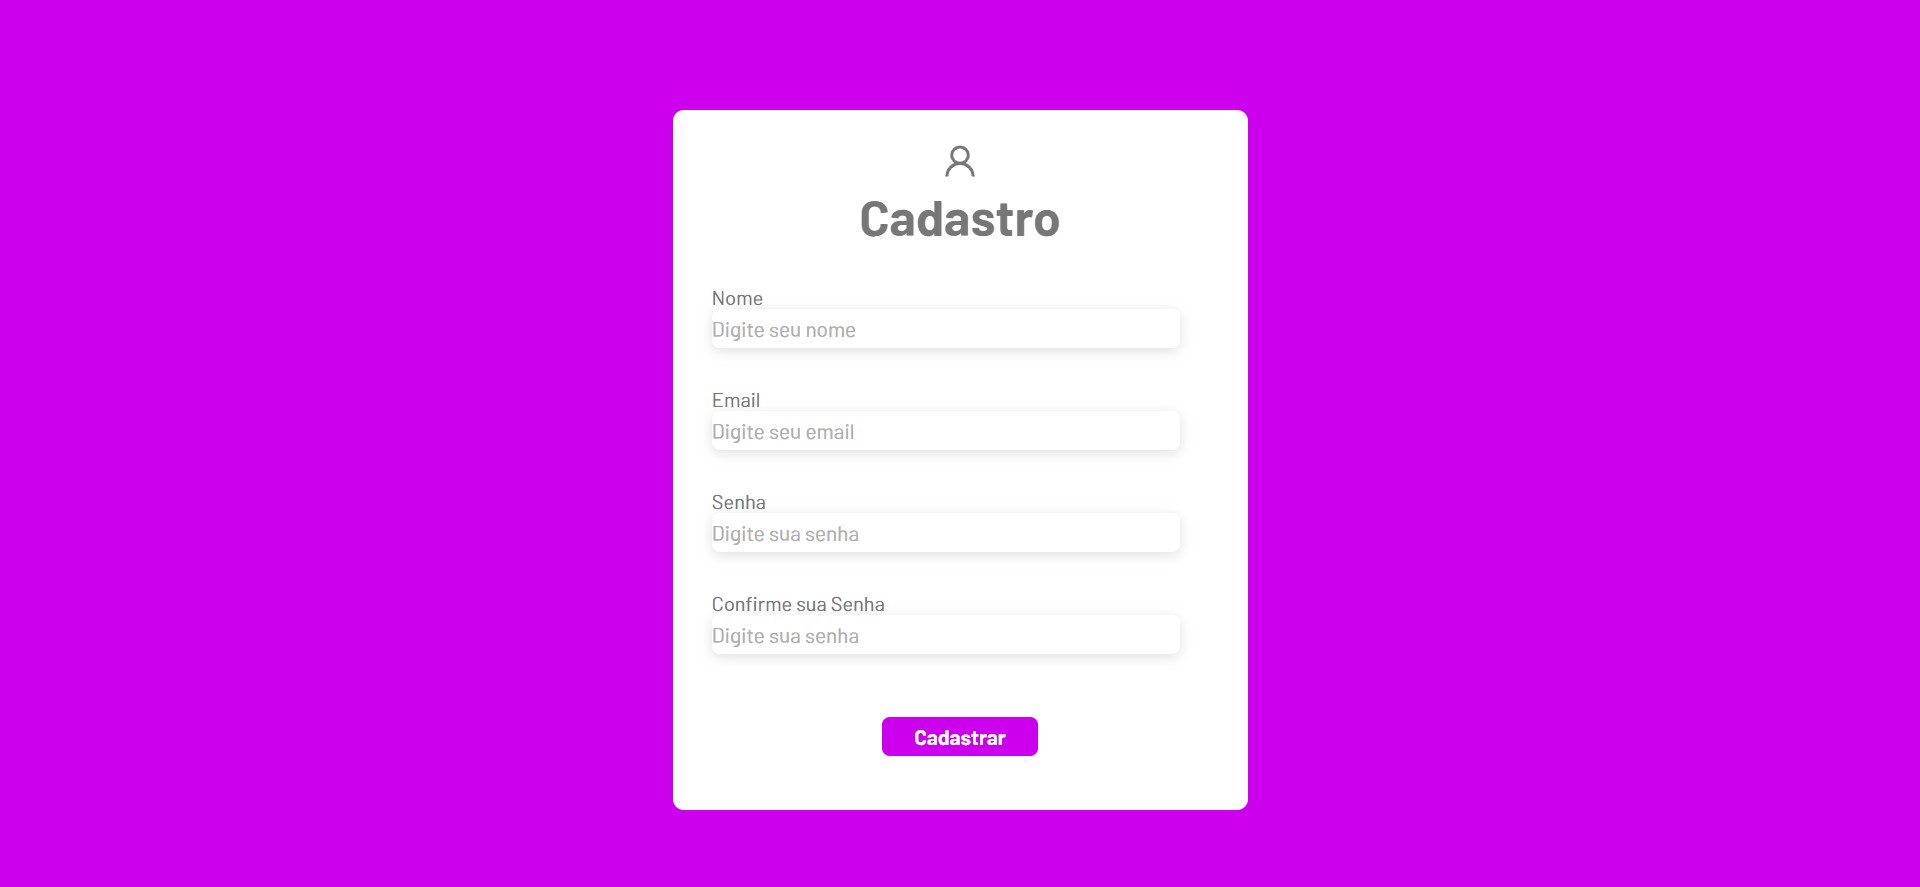 Cadastro
Nome
Digite seu nome
Email
Digite seu email
Senha
Digite sua senha
Confirme sua Senha
Digite sua senha
Cadastrar